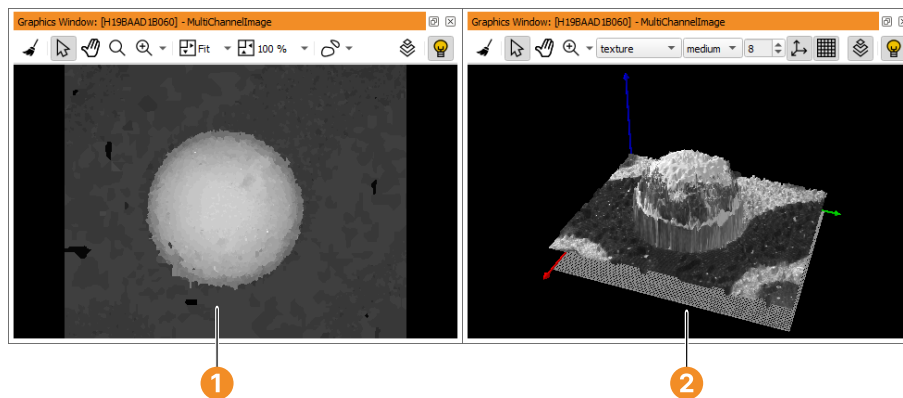 Graphics Window: [H19BAAD1B060] - MultiChannelImage
Fit
100 %
Graphics Window: [H19BAAD1B060] - MultiChannelImage
texture
medium
8
1
2